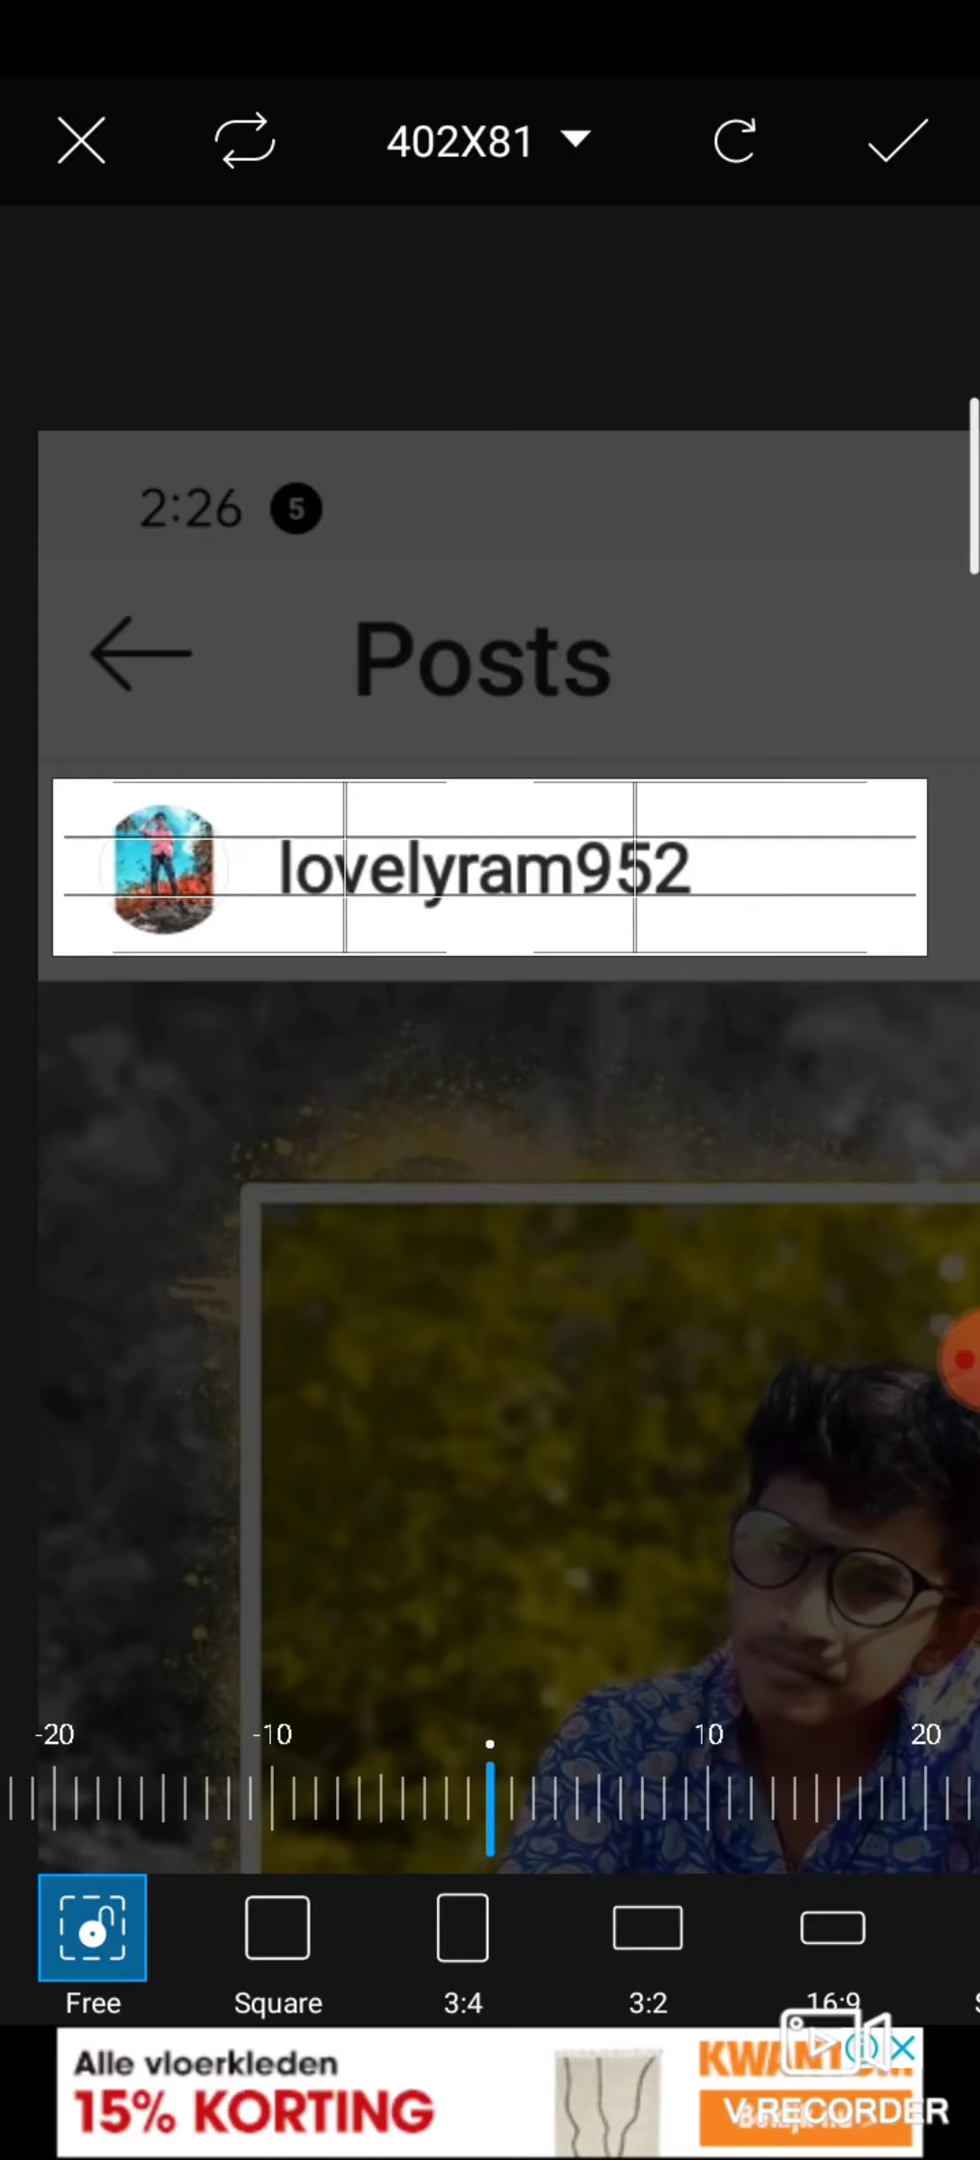 402X81
2:26 5
Posts
lovelyram952
-20 -10 10 20
Free Square 3:4 3:2 16:9
Alle vloerkleden
15% KORTING
V RECORDER